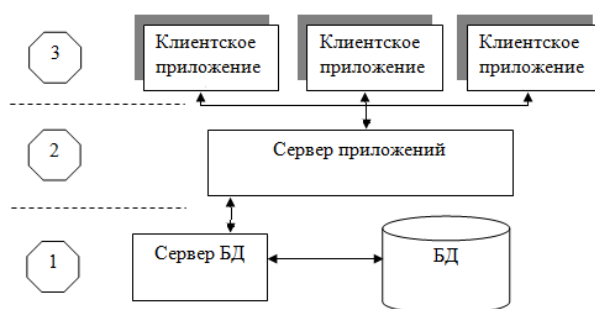 3
Клиентское
приложение
Клиентское
приложение
Клиентское
приложение
2
Сервер приложений
1
Сервер БД
БД